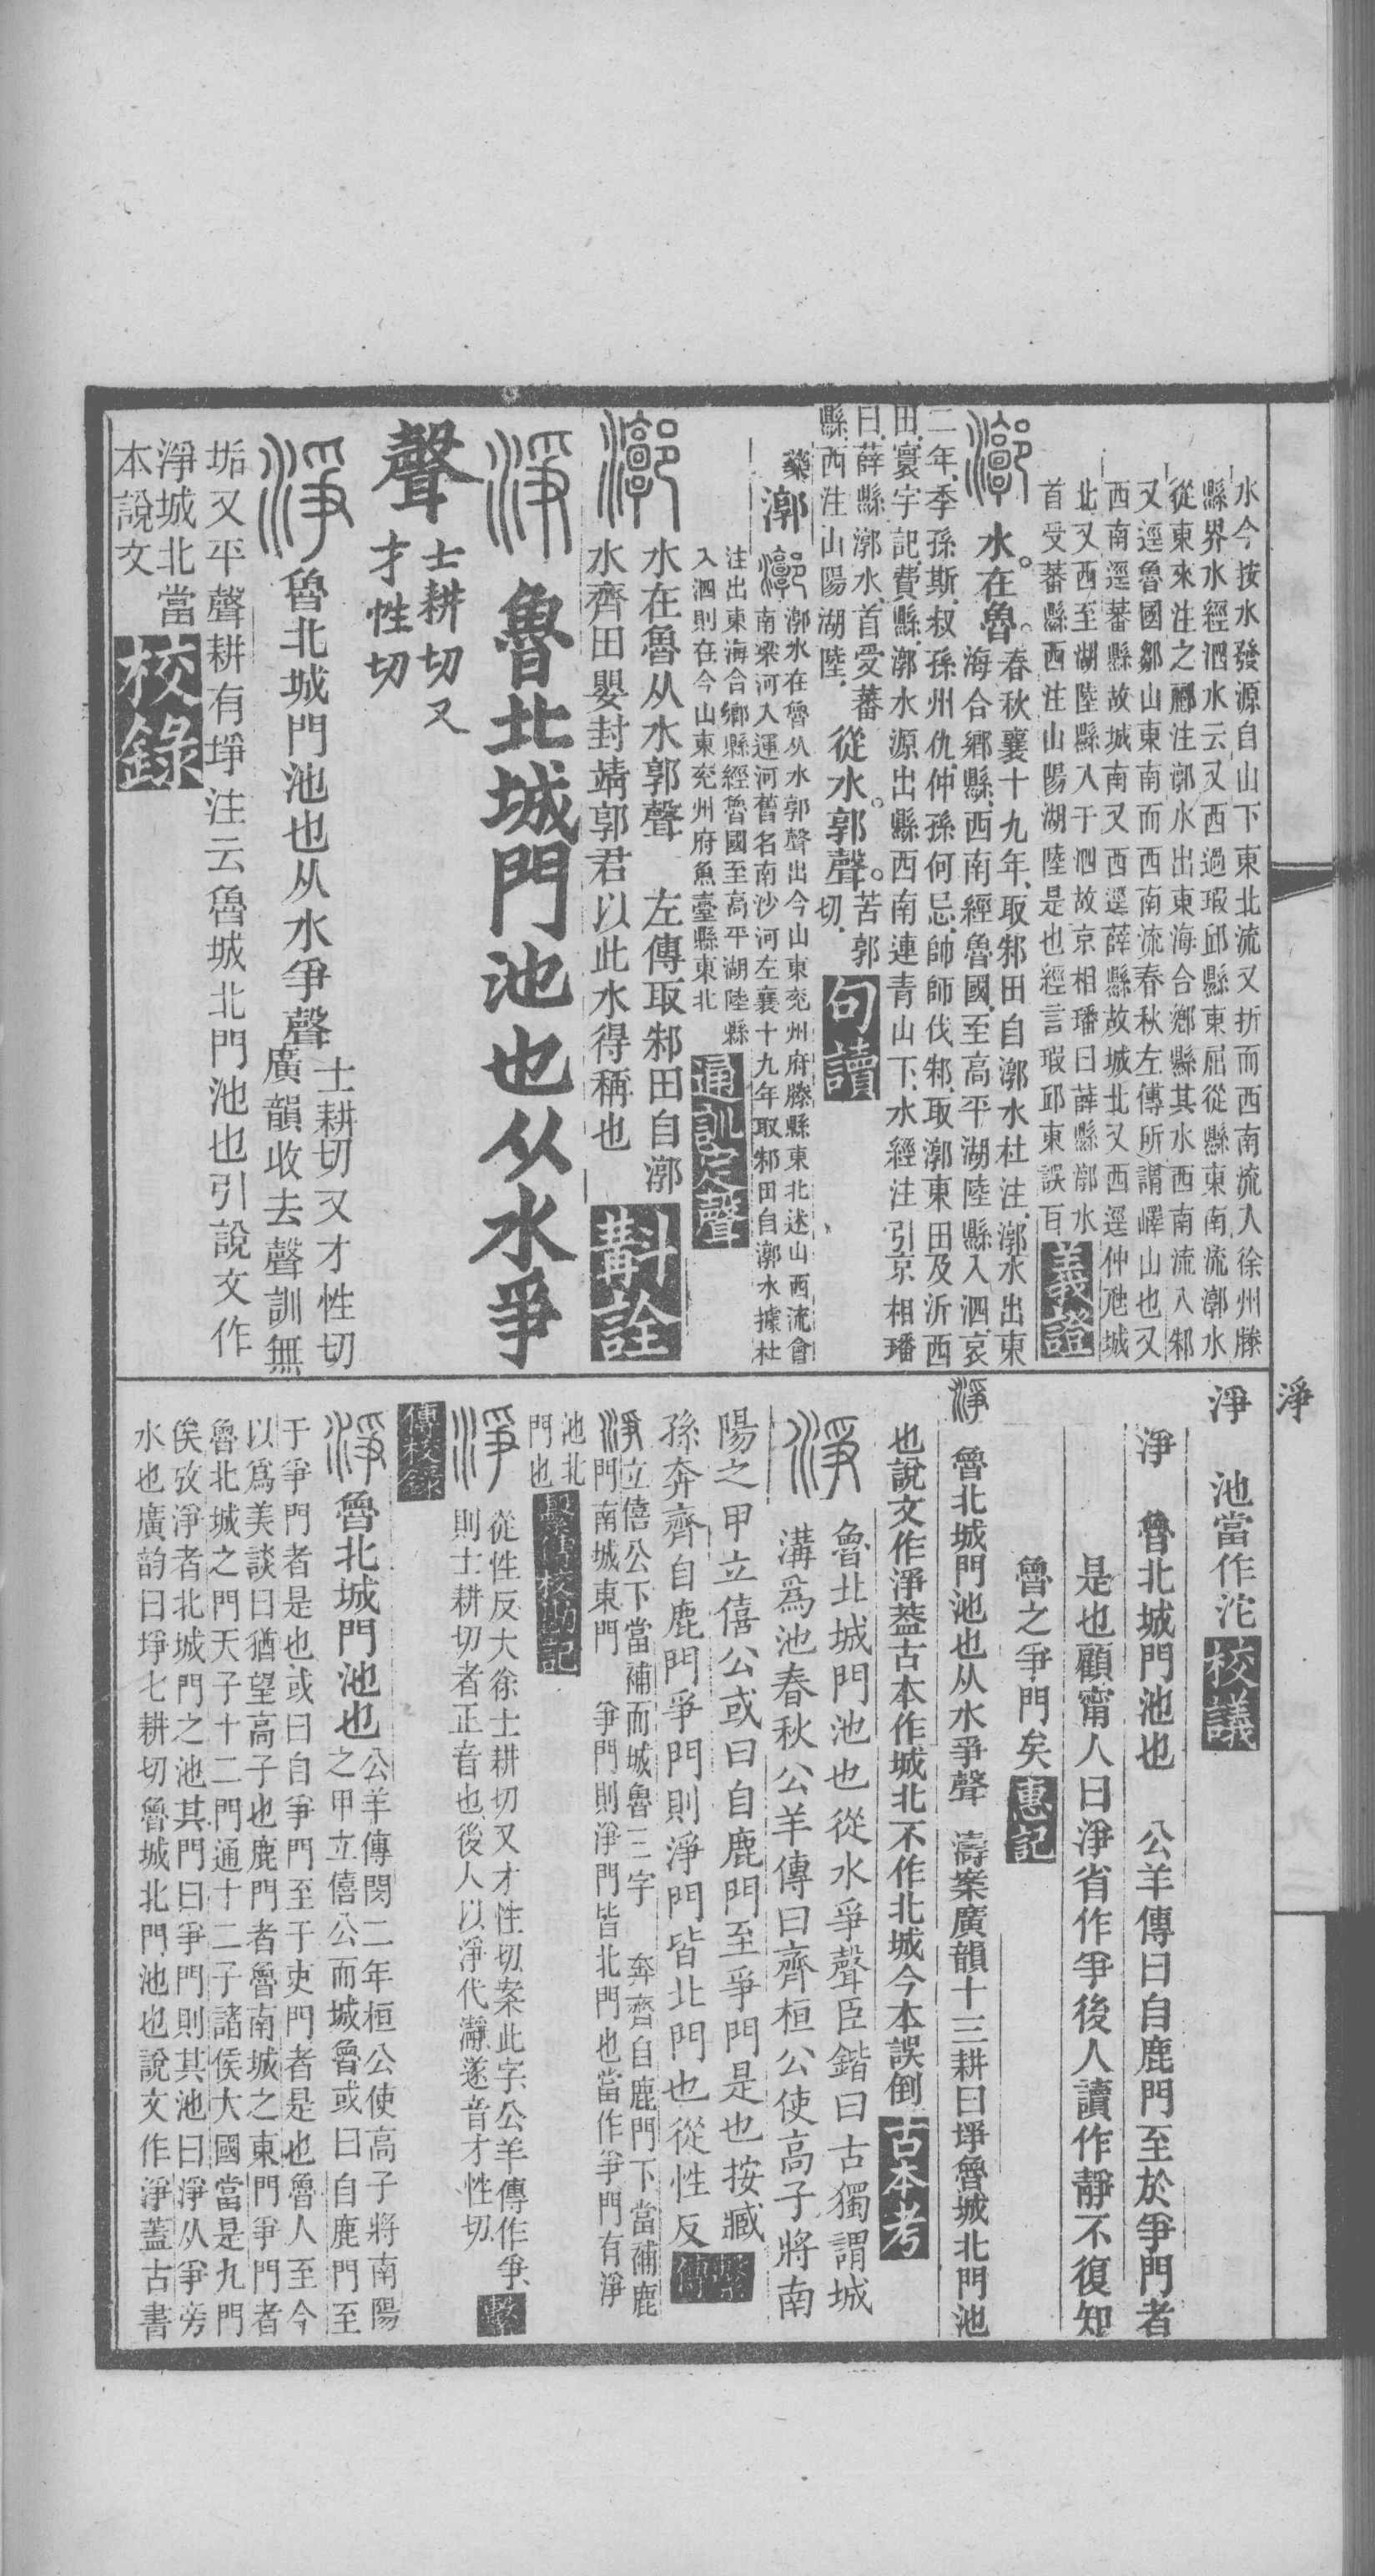 水今按水發源自山下東北流又折而西南流入徐州滕
縣界水經泗水云又西過瑕邱縣東屈從縣東南流漷水
從東來注之酈注漷水出東海合鄉縣其水西南流入邾
又逕魯國鄒山東南而西南流春秋左傳所謂嶧山也又
西南逕蕃縣故城南又西逕薛縣故城北又西逕仲虺城
北又西至湖陸縣入于泗故京相璠曰薛縣漷水
首受蕃縣西注山陽湖陸是也經言瑕邱東誤百義證
漷水在魯春秋襄十九年取邾田自漷水杜注漷水出東
海合鄉縣西南經魯國至高平湖陸縣入泗哀
二年季孫斯叔孫州仇仲孫何忌帥師伐邾取漷東田及沂西
田寰宇記費縣漷水源出縣西南連青山下水經注引京相璠
曰薛縣漷水首受蕃
縣西注山陽湖陸從水郭聲苦郭切句讀
藥漷漷漷水在魯从水郭聲出今山東兖州府滕縣東北述山西流會
南梁河入運河舊名南沙河左襄十九年取邾田自漷水據杜
注出東海合鄉縣經魯國至高平湖陸縣
入泗則在今山東兖州府魚臺縣東北通訓定聲
漷水在魯从水郭聲 左傳取邾田自漷
水齊田嬰封靖郭君以此水得稱也斠詮
淨魯北城門池也从水爭
聲士耕切又才性切
淨魯北城門池也从水爭聲士耕切又才性切
廣韻收去聲訓無
垢又平聲耕有埩注云魯城北門池也引說文作
淨城北當
本說文校錄
淨
淨 池當作沱校議
淨 魯北城門池也 公羊傳曰自鹿門至於爭門者
是也顧甯人曰淨省作爭後人讀作靜不復知
魯之爭門矣惠記
淨 魯北城門池也从水爭聲 濤案廣韻十三耕曰埩魯城北門池
也說文作淨蓋古本作城北不作北城今本誤倒古本考
淨 魯北城門池也從水爭聲臣鍇曰古獨謂城
溝爲池春秋公羊傳曰齊桓公使高子將南
陽之甲立僖公或曰自鹿門至爭門是也按臧
孫奔齊自鹿門爭門則淨門皆北門也從性反繫傳
淨立僖公下當補而城魯三字 奔齊自鹿門下當補鹿
門南城東門 爭門則淨門皆北門也當作爭門有淨
池北
門也繫傳校勘記
淨 從性反大徐士耕切又才性切案此字公羊傳作爭
則士耕切者正音也後人以淨代瀞遂音才性切繫
傳校錄
淨魯北城門池也公羊傳閔二年桓公使高子將南陽
之甲立僖公而城魯或曰自鹿門至
于爭門者是也或曰自爭門至于吏門者是也魯人至今
以爲美談曰猶望高子也鹿門者魯南城之東門爭門者
魯北城之門天子十二門通十二子諸侯大國當是九門
矦攷淨者北城門之池其門曰爭門則其池曰淨从爭旁
水也廣韵曰埩七耕切魯城北門池也說文作淨蓋古書